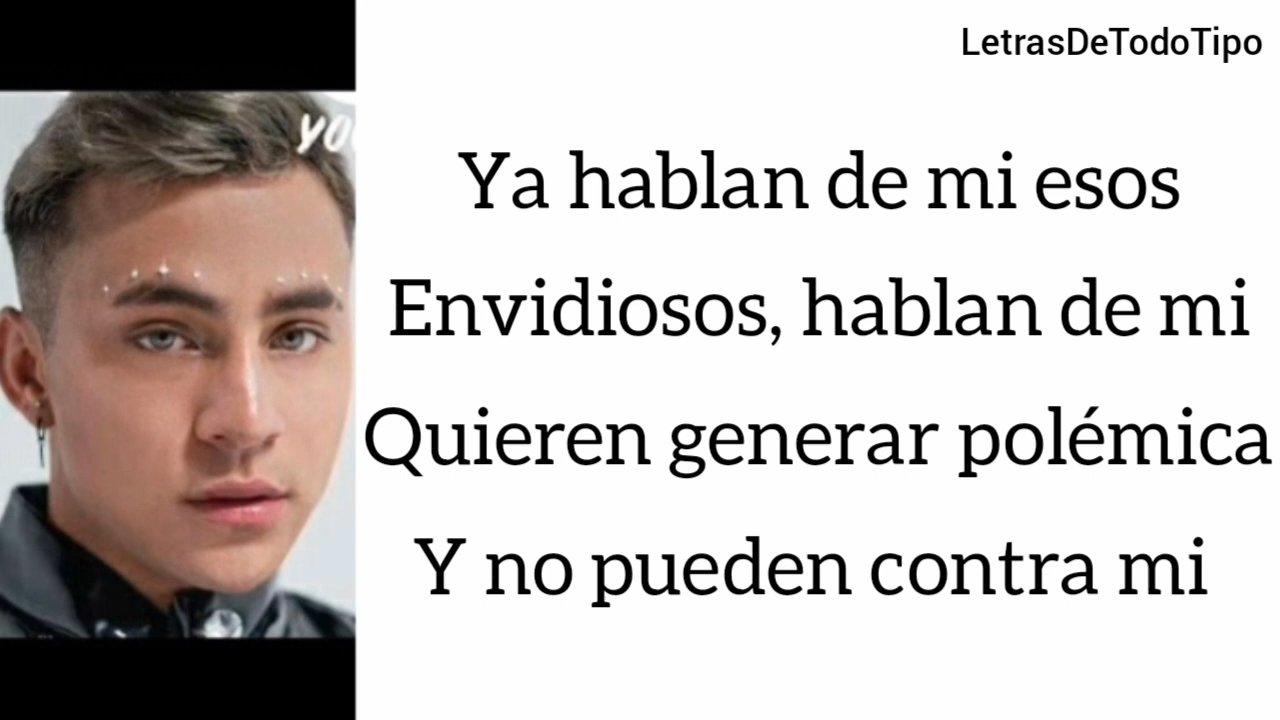 LetrasDeTodoTipo
Ya hablan de mi esos
Envidiosos, hablan de mi
Quieren generar polémica
Y no pueden contra mi